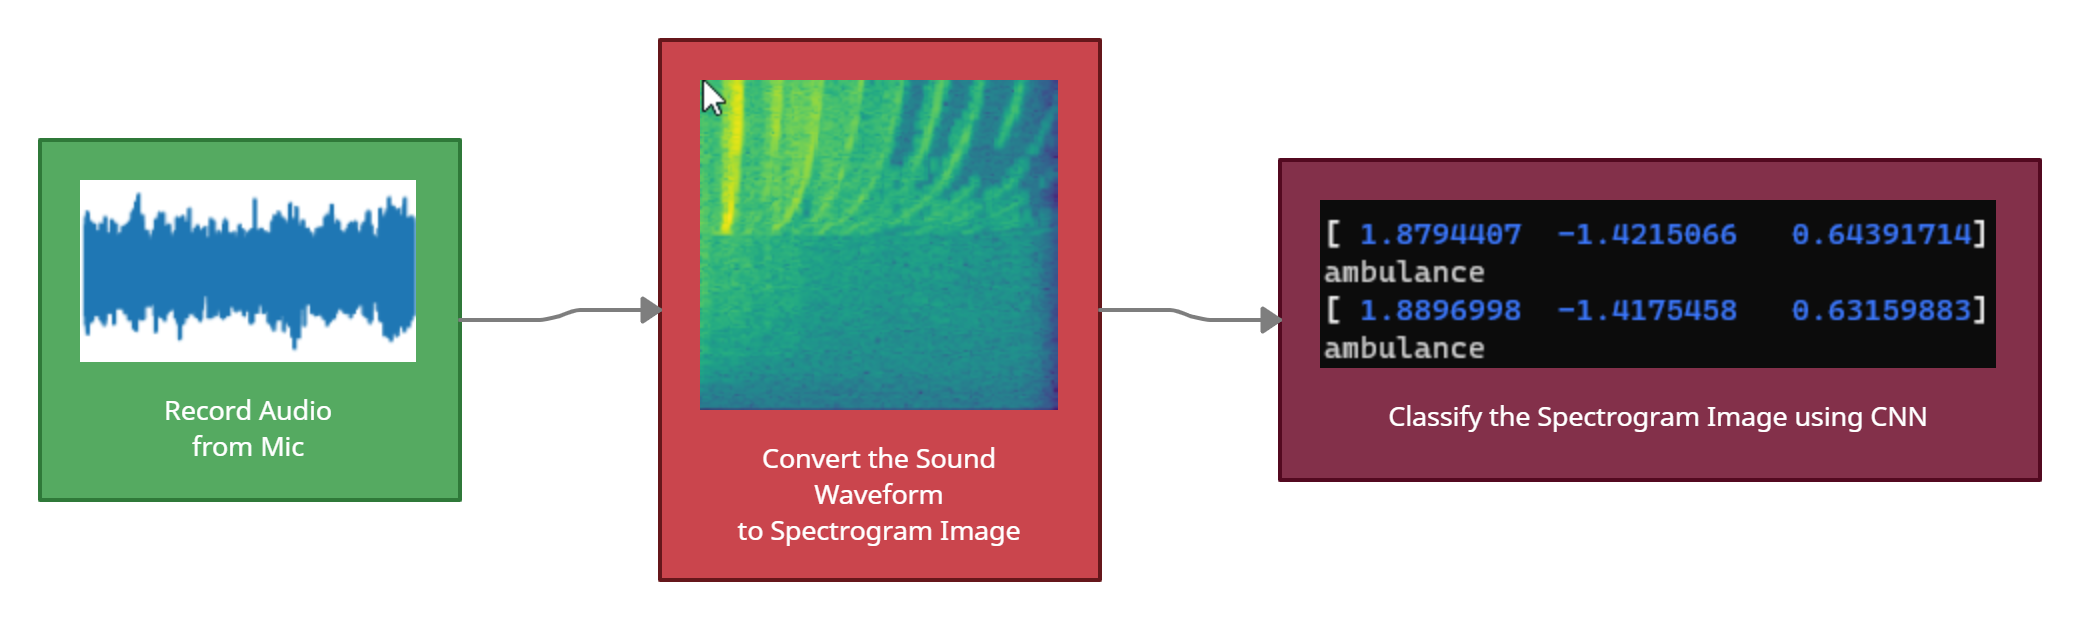 Record Audio
from Mic
Convert the Sound
Waveform
to Spectrogram Image
[ 1.8794407 -1.4215066 0.64391714]
ambulance
[ 1.8896998 -1.4175458 0.63159883]
ambulance
Classify the Spectrogram Image using CNN